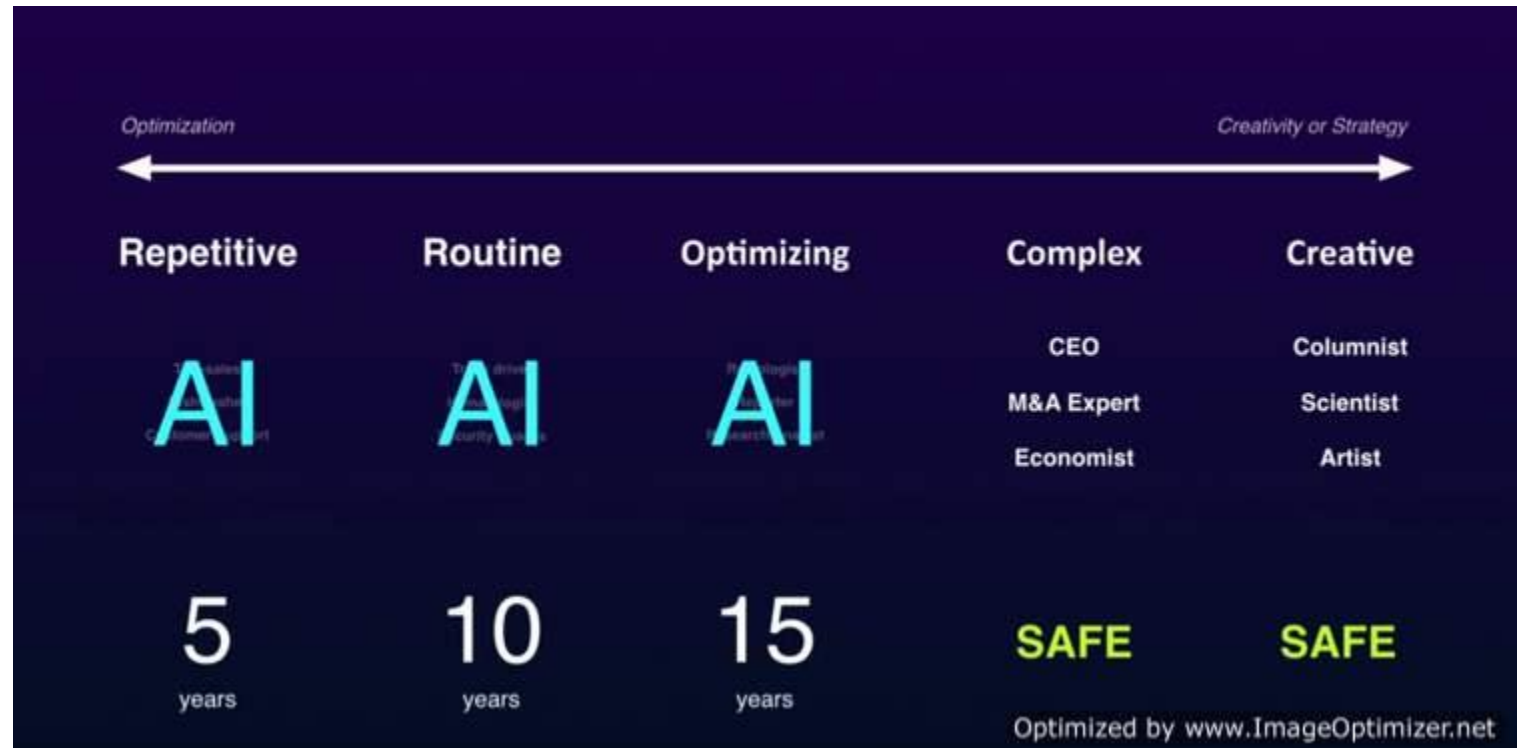 Optimization
Creativity or Strategy
Repetitive
Routine
Optimizing
Complex
Creative
AI
AI
AI
CEO
M&A Expert
Economist
Columnist
Scientist
Artist
5
years
10
years
15
years
SAFE
SAFE
Optimized by www.ImageOptimizer.net